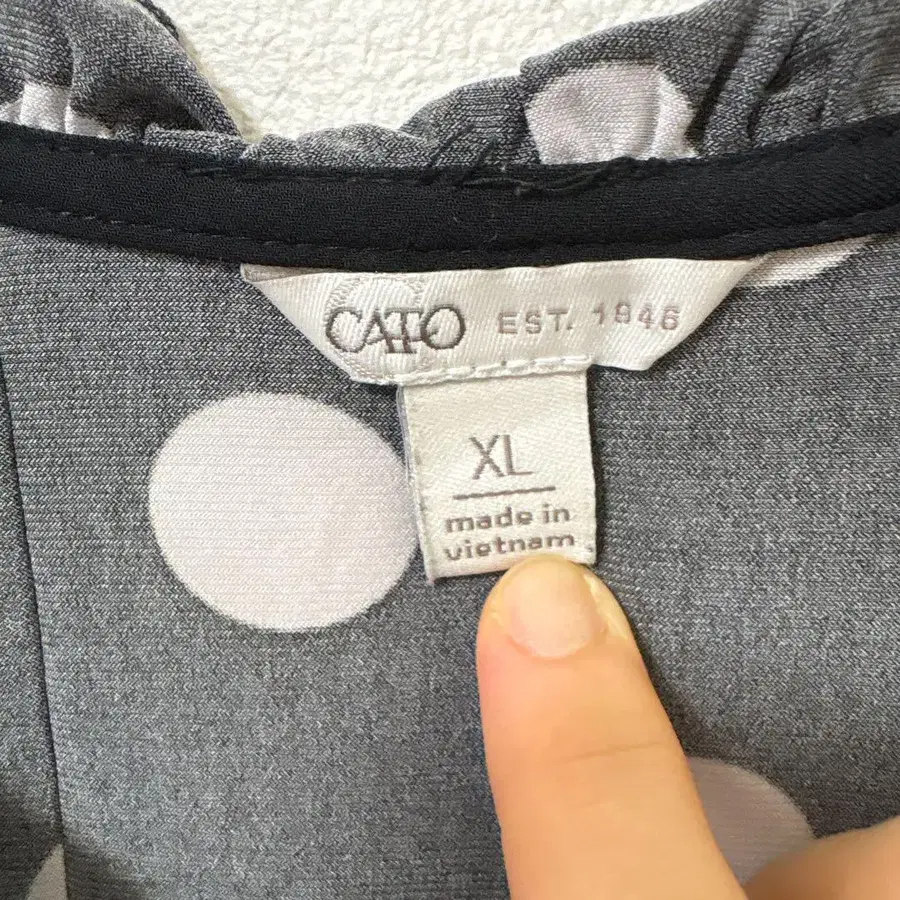 CATO EST. 1946
XL
made in
vietnam